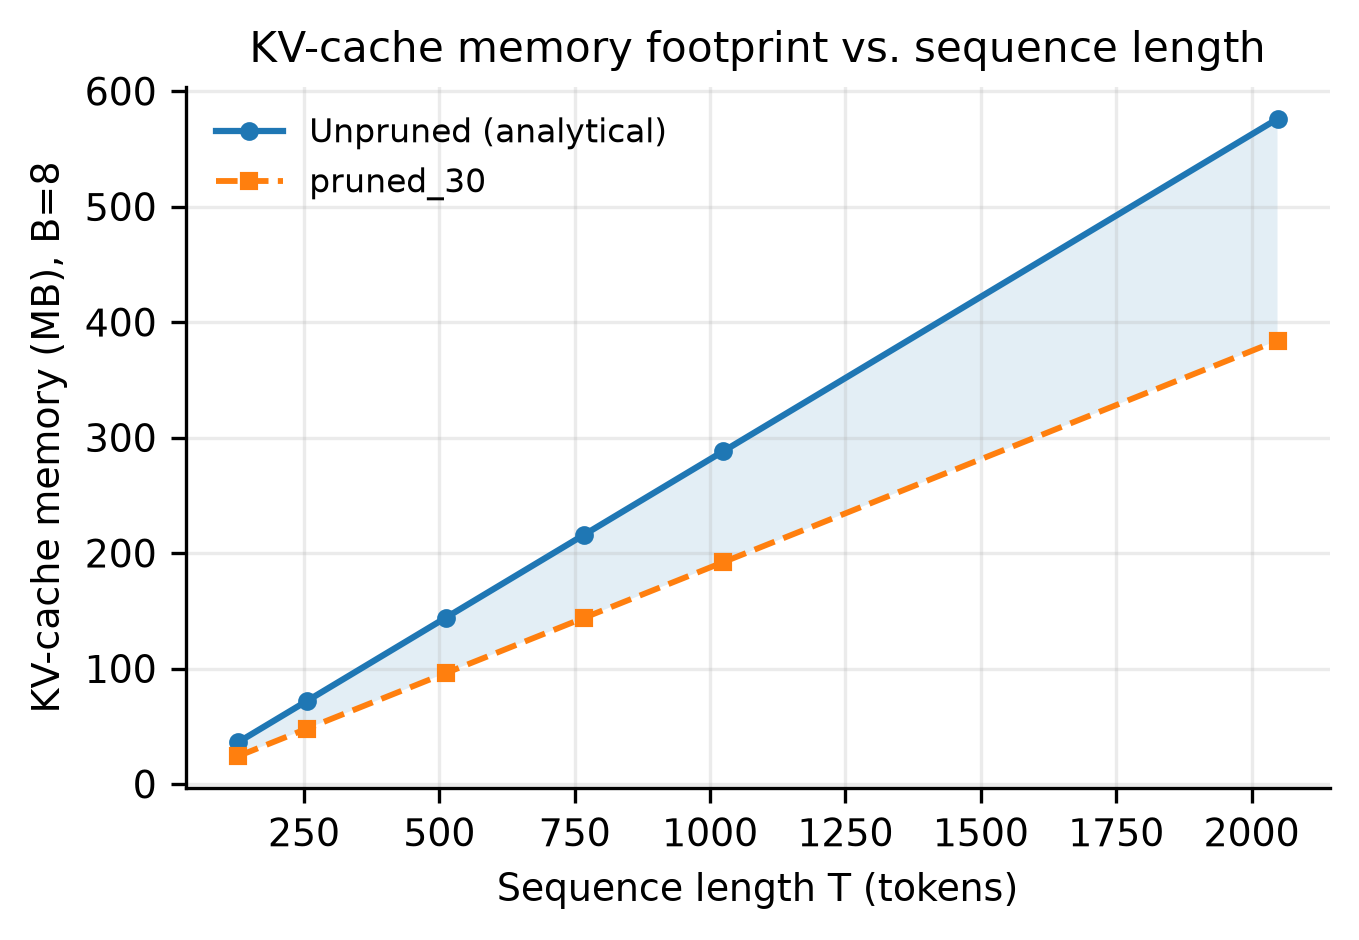 KV-cache memory footprint vs. sequence length
Unpruned (analytical)
pruned_30
KV-cache memory (MB), B=8
600
500
400
300
200
100
0
250 500 750 1000 1250 1500 1750 2000
Sequence length T (tokens)